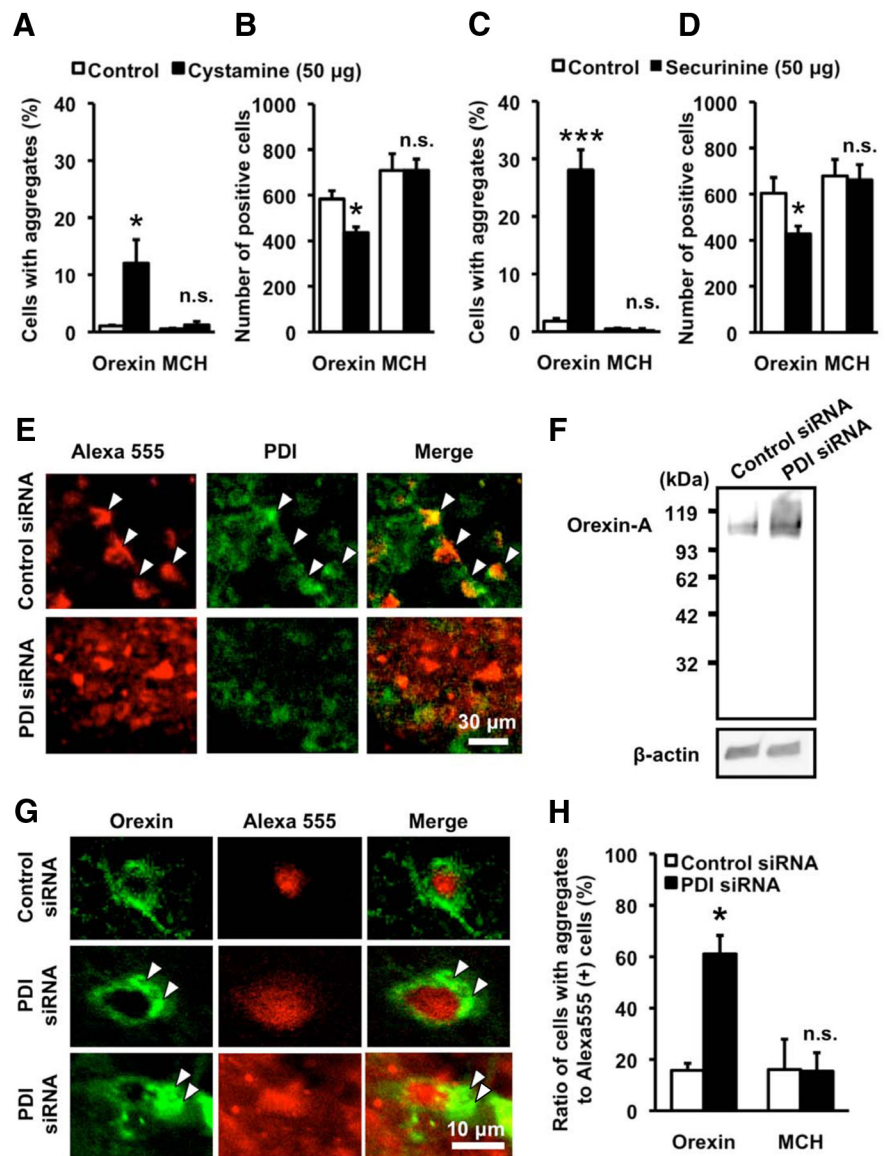 A
B
C
D
Control Cystamine (50 µg)
Control Securinine (50 µg)
Cells with aggregates (%)
40
30
20
10
0
*
n.s.
Orexin MCH
Number of positive cells
1000
800
600
400
200
0
*
n.s.
Orexin MCH
Cells with aggregates (%)
40
30
20
10
0
***
n.s.
Orexin MCH
Number of positive cells
1000
800
600
400
200
0
*
n.s.
Orexin MCH
E
Alexa 555
PDI
Merge
Control siRNA
PDI siRNA
30 µm
F
Control siRNA
PDI siRNA
(kDa)
Orexin-A
119
93
62
42
32
β-actin
G
Orexin
Alexa 555
Merge
Control
siRNA
PDI
siRNA
PDI
siRNA
10 µm
H
Ratio of cells with aggregates
to Alexa555 (+) cells (%)
100
80
60
40
20
0
Control siRNA
PDI siRNA
*
n.s.
Orexin
MCH